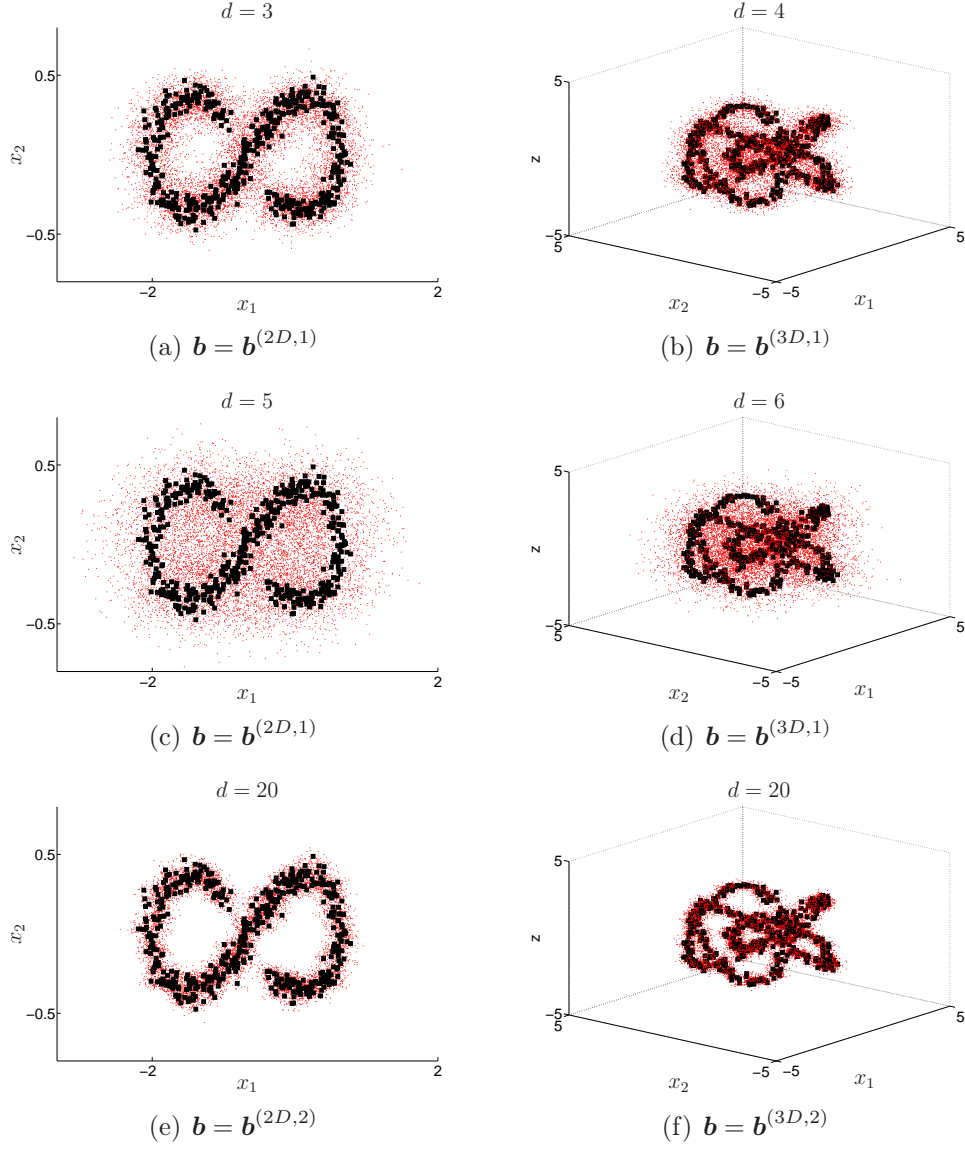 d = 3
0.5
x₂
−0.5
−2
2
x₁
(a) b = b^(2D,1)
d = 4
5
z
−5
5
x₂
−5
−5
x₁
5
(b) b = b^(3D,1)
d = 5
0.5
x₂
−0.5
−2
2
x₁
(c) b = b^(2D,1)
d = 6
5
z
−5
5
x₂
−5
−5
x₁
5
(d) b = b^(3D,1)
d = 20
0.5
x₂
−0.5
−2
2
x₁
(e) b = b^(2D,2)
d = 20
5
z
−5
5
x₂
−5
−5
x₁
5
(f) b = b^(3D,2)